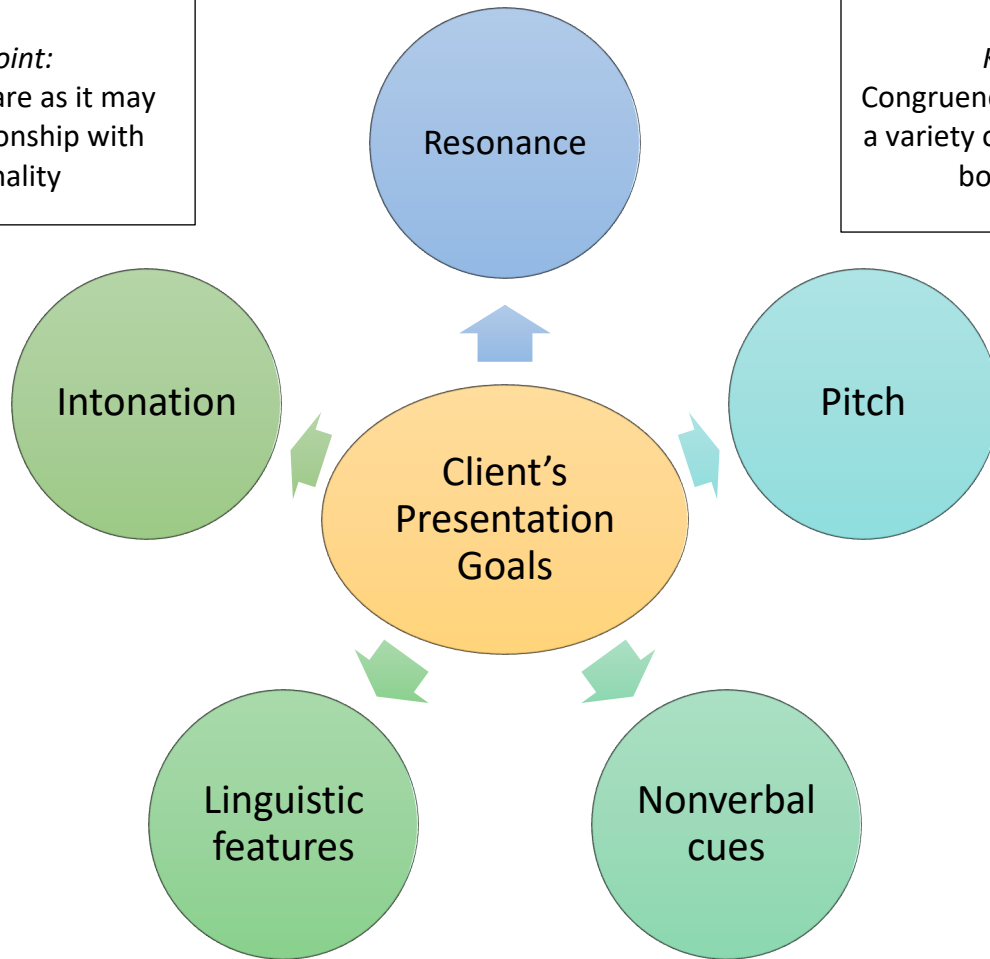 oint:
are as it may
onship with
nality
Resonance
K
Congruenc
a variety o
bo
Intonation
Pitch
Client's
Presentation
Goals
Linguistic
features
Nonverbal
cues